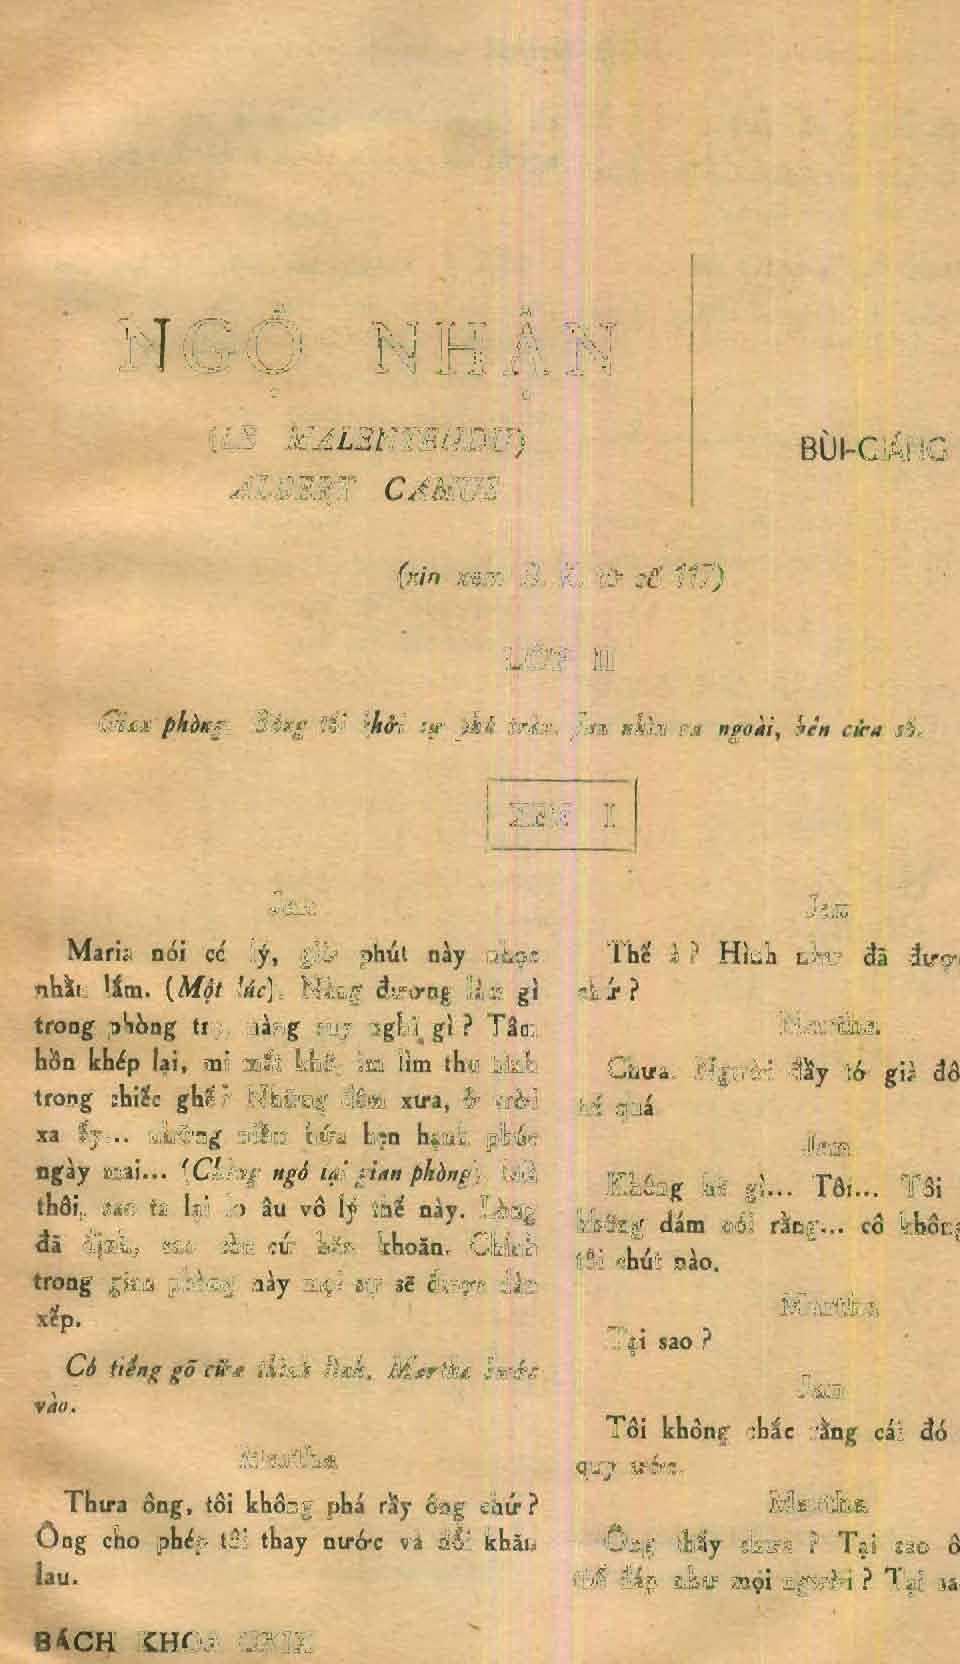 NGỘ NHẬN
(LE MALENTENDU)
ALBERT CAMUS
BÙI-GIÁNG
(xin xem B. K. từ số 117)
LỚP II
Gian phòng. Bóng tối khởi sự phủ tràn. Jan nhìn ra ngoài, bên cửa sổ.
XEN I
Jan
Maria nói có lý, giờ phút này nhọc
nhằn lắm. (Một lúc). Nàng đương làm gì
trong phòng trọ, nàng suy nghĩ gì? Tâm
hồn khép lại, mi mắt khô, im lìm thu hình
trong chiếc ghế? Những đêm xưa, ở trời
xa ấy... những niềm hứa hẹn hạnh phúc
ngày mai... (Chàng ngó tại gian phòng)
thôi, sao ta lại lo âu vô lý thế này. Lòng
đã định, sao còn cứ băn khoăn. Chính
trong gian phòng này mọi sự sẽ được dàn
xếp.
Có tiếng gõ cửa thình lình. Martha bước
vào.
Martha
Thưa ông, tôi không phá rầy ông chứ?
Ông cho phép tôi thay nước và đổi khăn
lau.
Jan
Thế à? Hình như đã được
chứ?
Martha.
Chưa. Người đầy tớ già
quá
Jan
Không hề gì... Tôi... Tôi
không dám nói rằng... cô không
tôi chút nào.
Martha
Tại sao?
Jan
Tôi không chắc rằng cái đó
quy ước.
Martha
Ông thấy chưa? Tại sao
thể đáp như mọi người? Tại
BÁCH KHOA